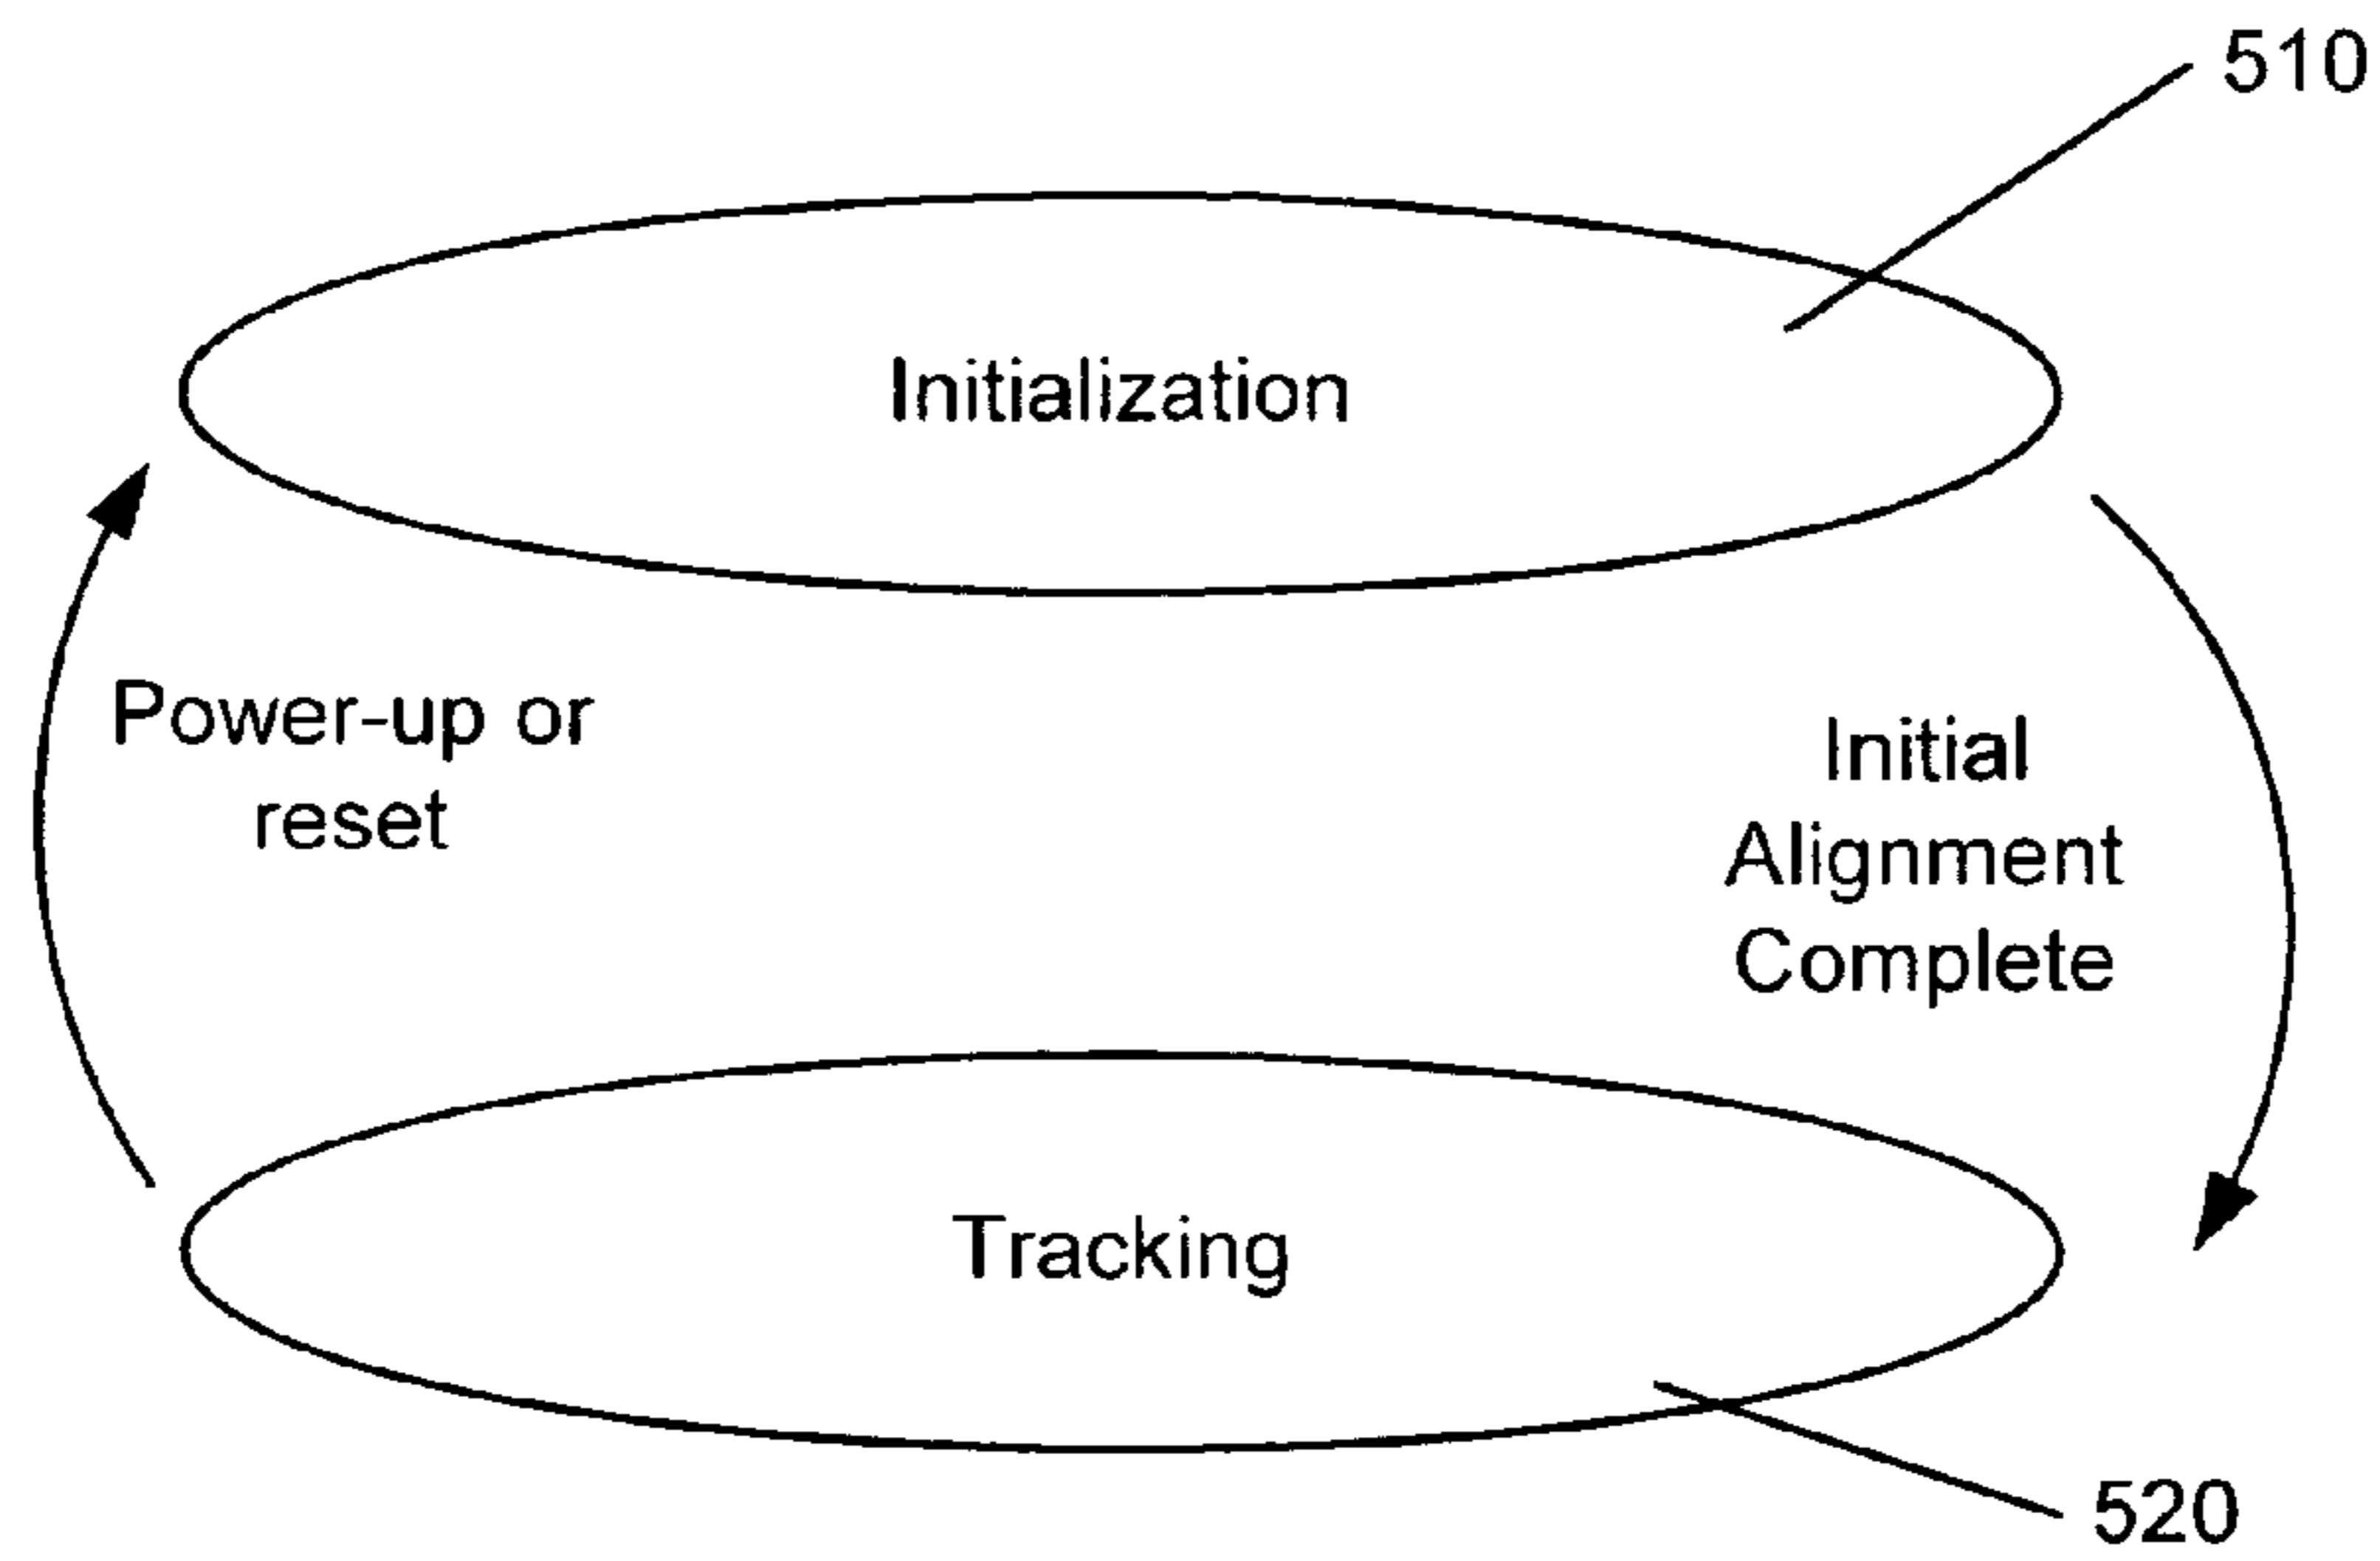 510
Initialization
Power-up or
reset
Initial
Alignment
Complete
Tracking
520